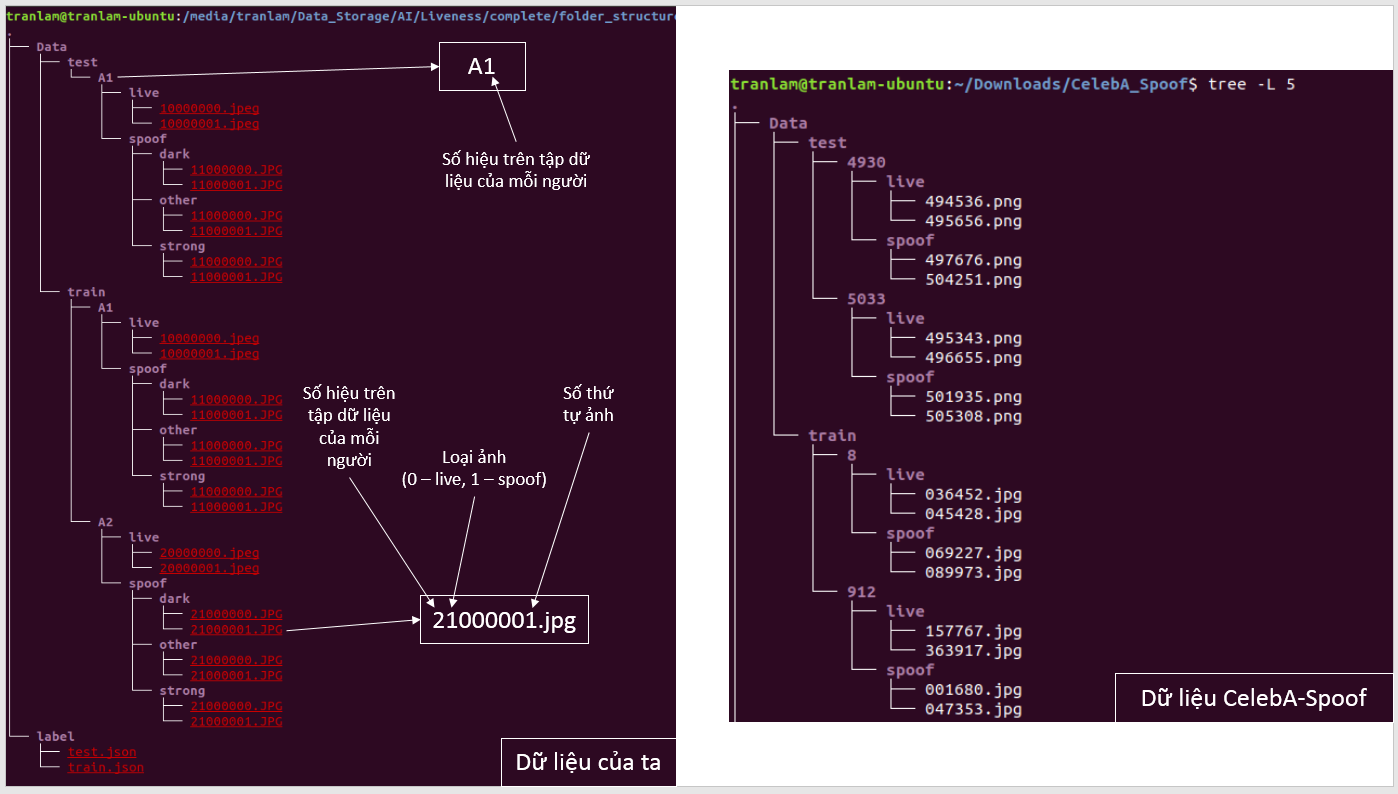 tranlam@tranlam-ubuntu:/media/tranlam/Data_Storage/AI/Liveness/complete/folder_structure
.
Data
test
A1
live
10000000.jpeg
10000001.jpeg
spoof
dark
11000000.JPG
11000001.JPG
other
11000000.JPG
11000001.JPG
strong
11000000.JPG
11000001.JPG
train
A1
live
10000000.jpeg
10000001.jpeg
spoof
dark
11000000.JPG
11000001.JPG
other
11000000.JPG
11000001.JPG
strong
11000000.JPG
11000001.JPG
A2
live
20000000.jpeg
20000001.jpeg
spoof
dark
21000000.JPG
21000001.JPG
other
21000000.JPG
21000001.JPG
strong
21000000.JPG
21000001.JPG
label
test.json
train.json
A1
Số hiệu trên tập dữ
liệu của mỗi người
Số hiệu trên
tập dữ liệu
của mỗi
người
Loại ảnh
(0 – live, 1 – spoof)
Số thứ
tự ảnh
21000001.jpg
Dữ liệu của ta
tranlam@tranlam-ubuntu:~/Downloads/CelebA_Spoof$ tree -L 5
.
Data
test
4930
live
494536.png
495656.png
spoof
497676.png
504251.png
5033
live
495343.png
496655.png
spoof
501935.png
505308.png
train
8
live
036452.jpg
045428.jpg
spoof
069227.jpg
089973.jpg
912
live
157767.jpg
363917.jpg
spoof
001680.jpg
047353.jpg
Dữ liệu CelebA-Spoof